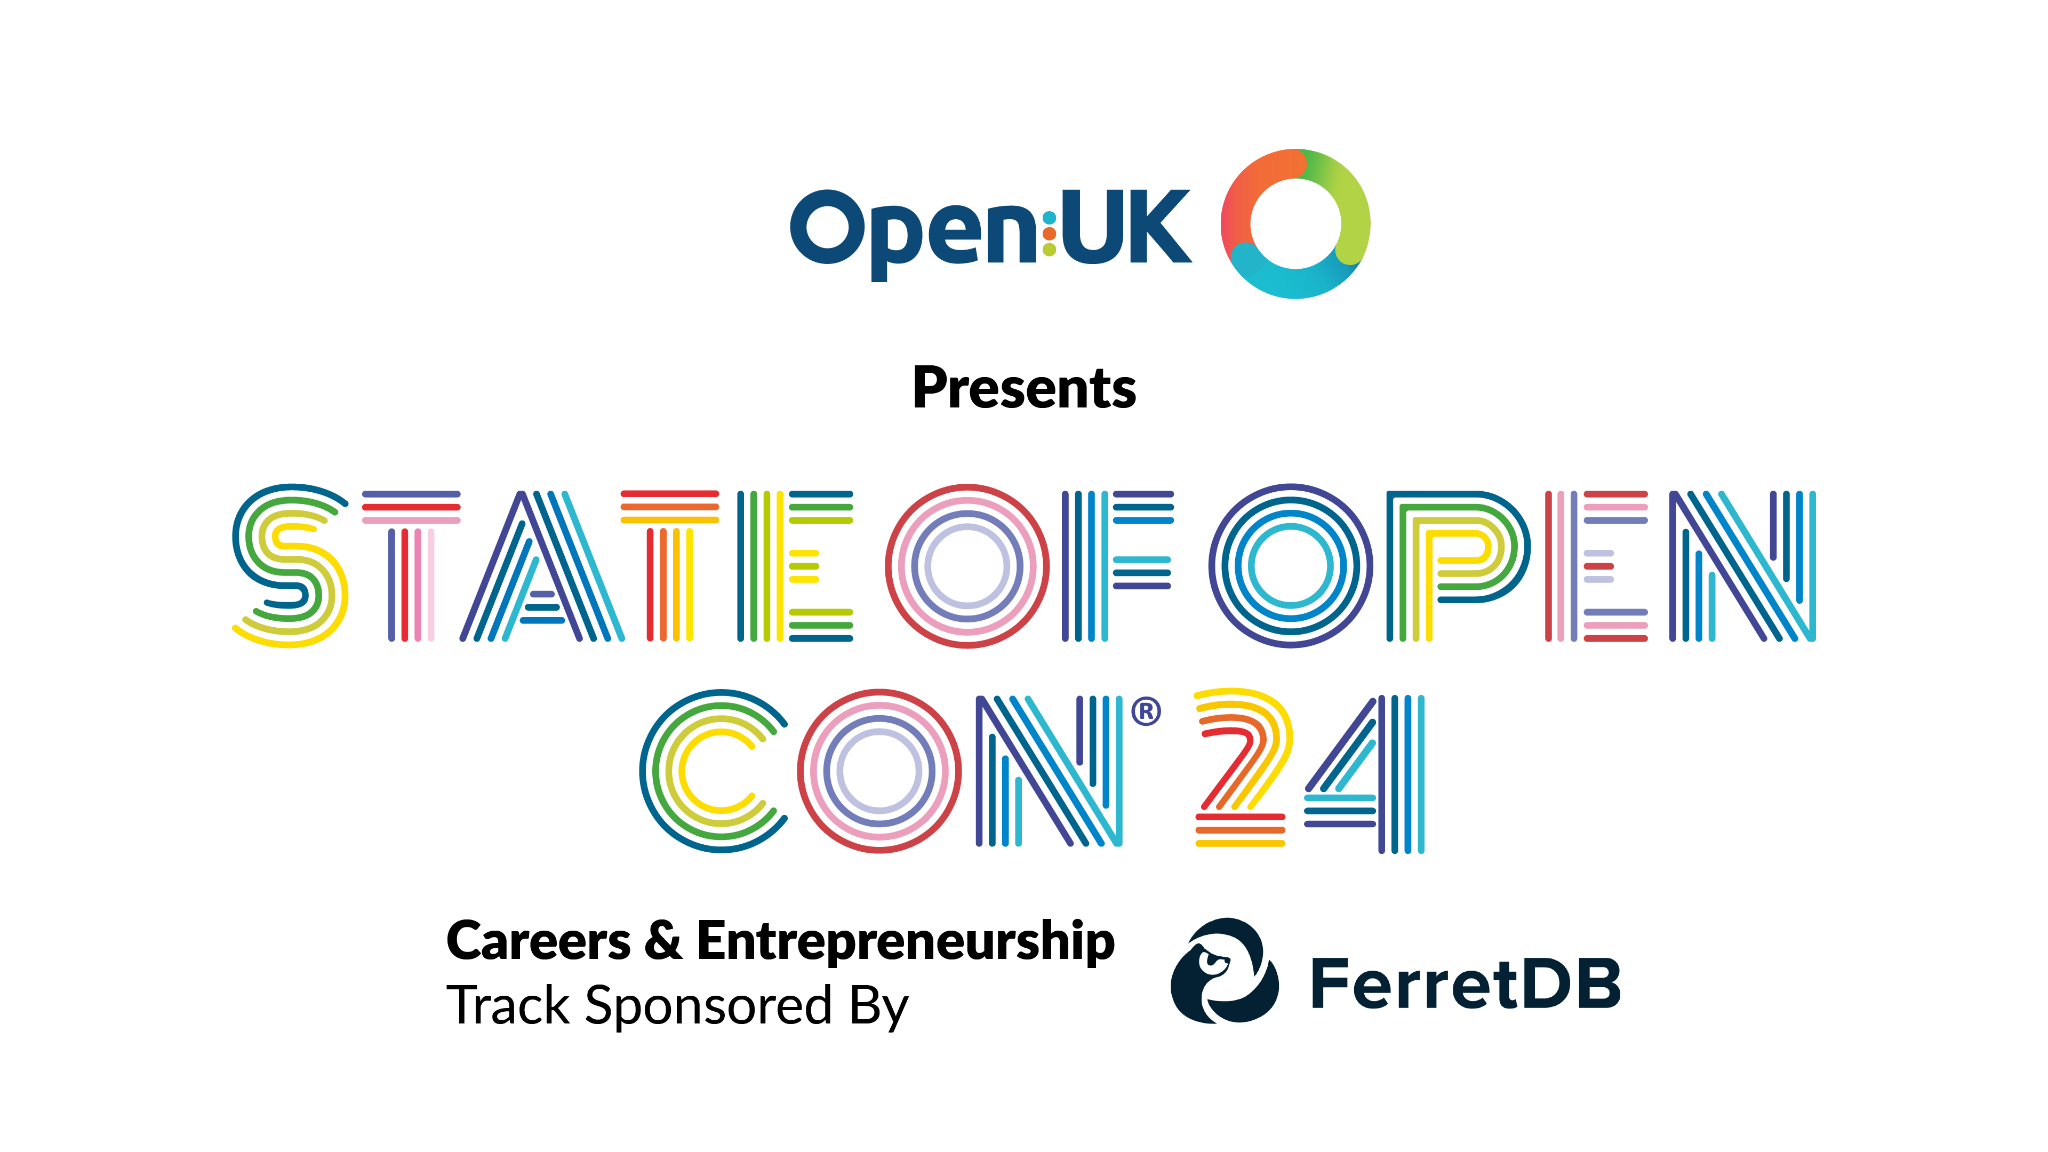 Open:UK
Presents
STATE OF OPEN
CON® 24
Careers & Entrepreneurship
Track Sponsored By
FerretDB